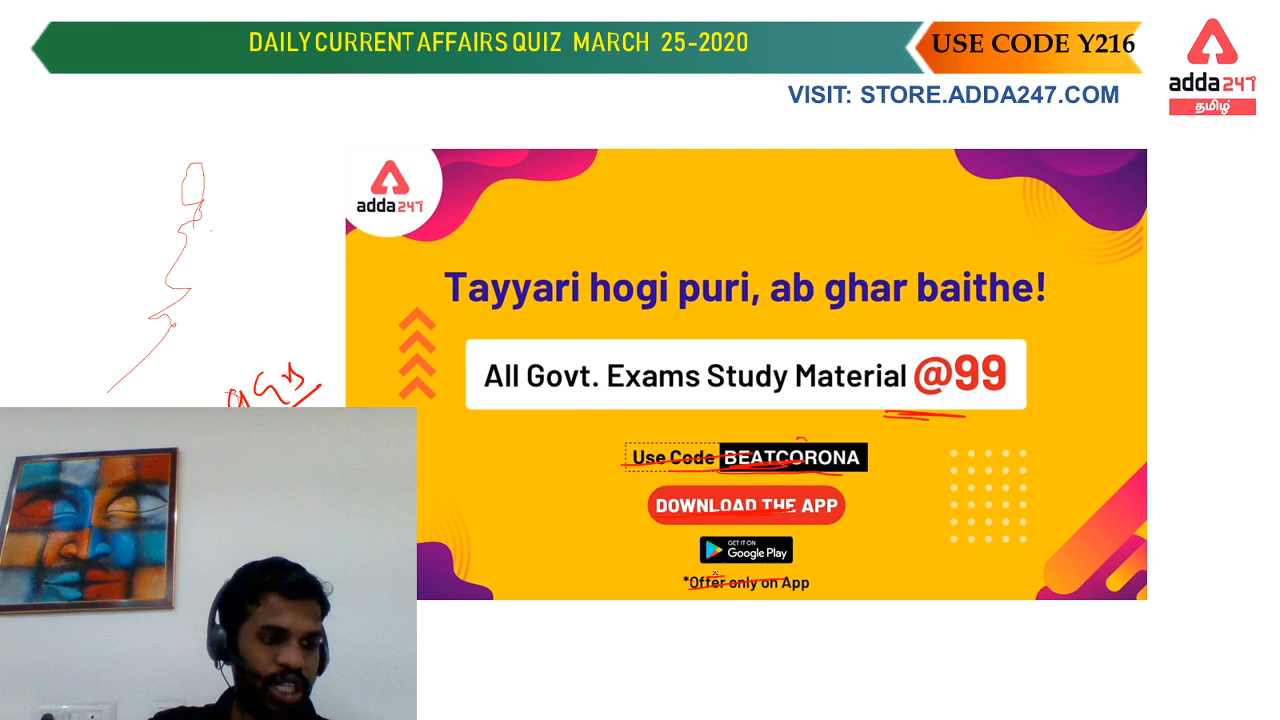 DAILY CURRENT AFFAIRS QUIZ MARCH 25-2020
USE CODE Y216
adda247
தமிழ்
VISIT: STORE.ADDA247.COM
adda247
Tayyari hogi puri, ab ghar baithe!
All Govt. Exams Study Material @99
Use Code BEATCORONA
DOWNLOAD THE APP
GET IT ON
Google Play
*Offer only on App